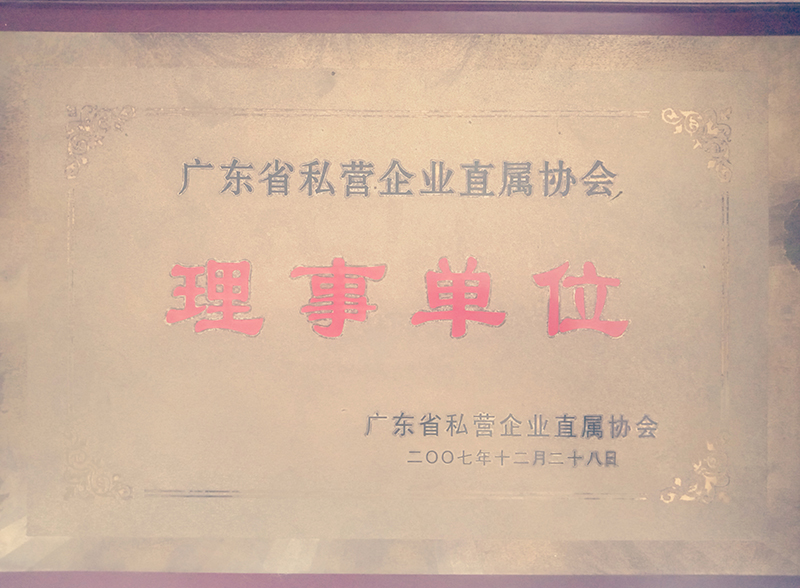 广东省私营企业直属协会
理事单位
广东省私营企业直属协会
二〇〇七年十二月二十八日